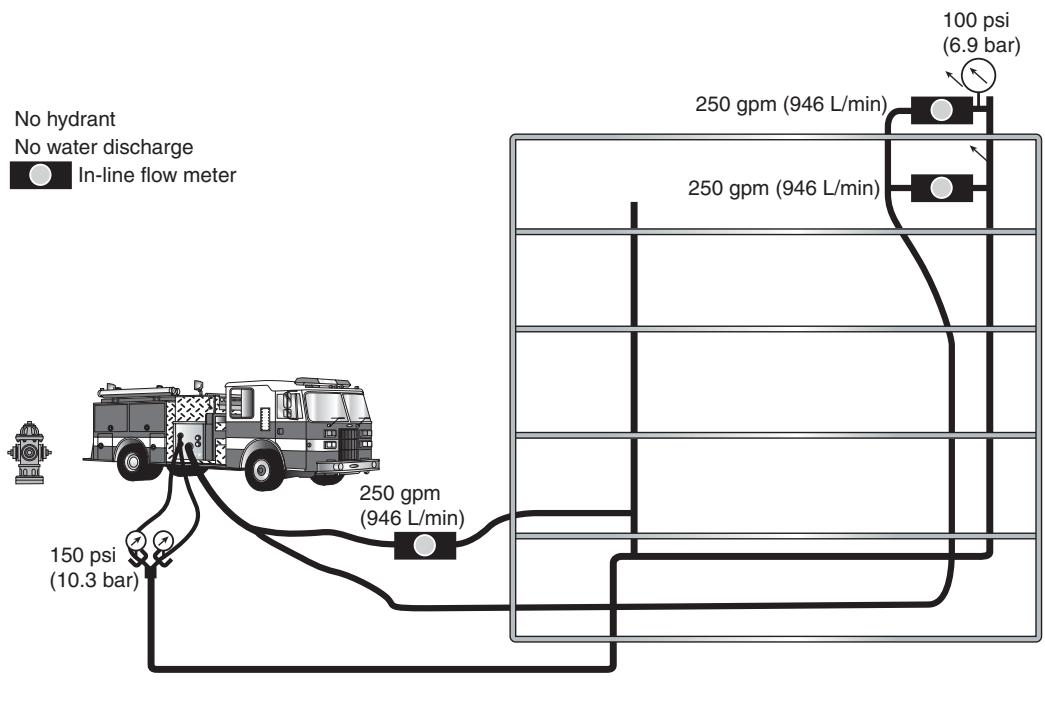 100 psi
(6.9 bar)
250 gpm (946 L/min)
No hydrant
No water discharge
In-line flow meter
250 gpm (946 L/min)
250 gpm
(946 L/min)
150 psi
(10.3 bar)